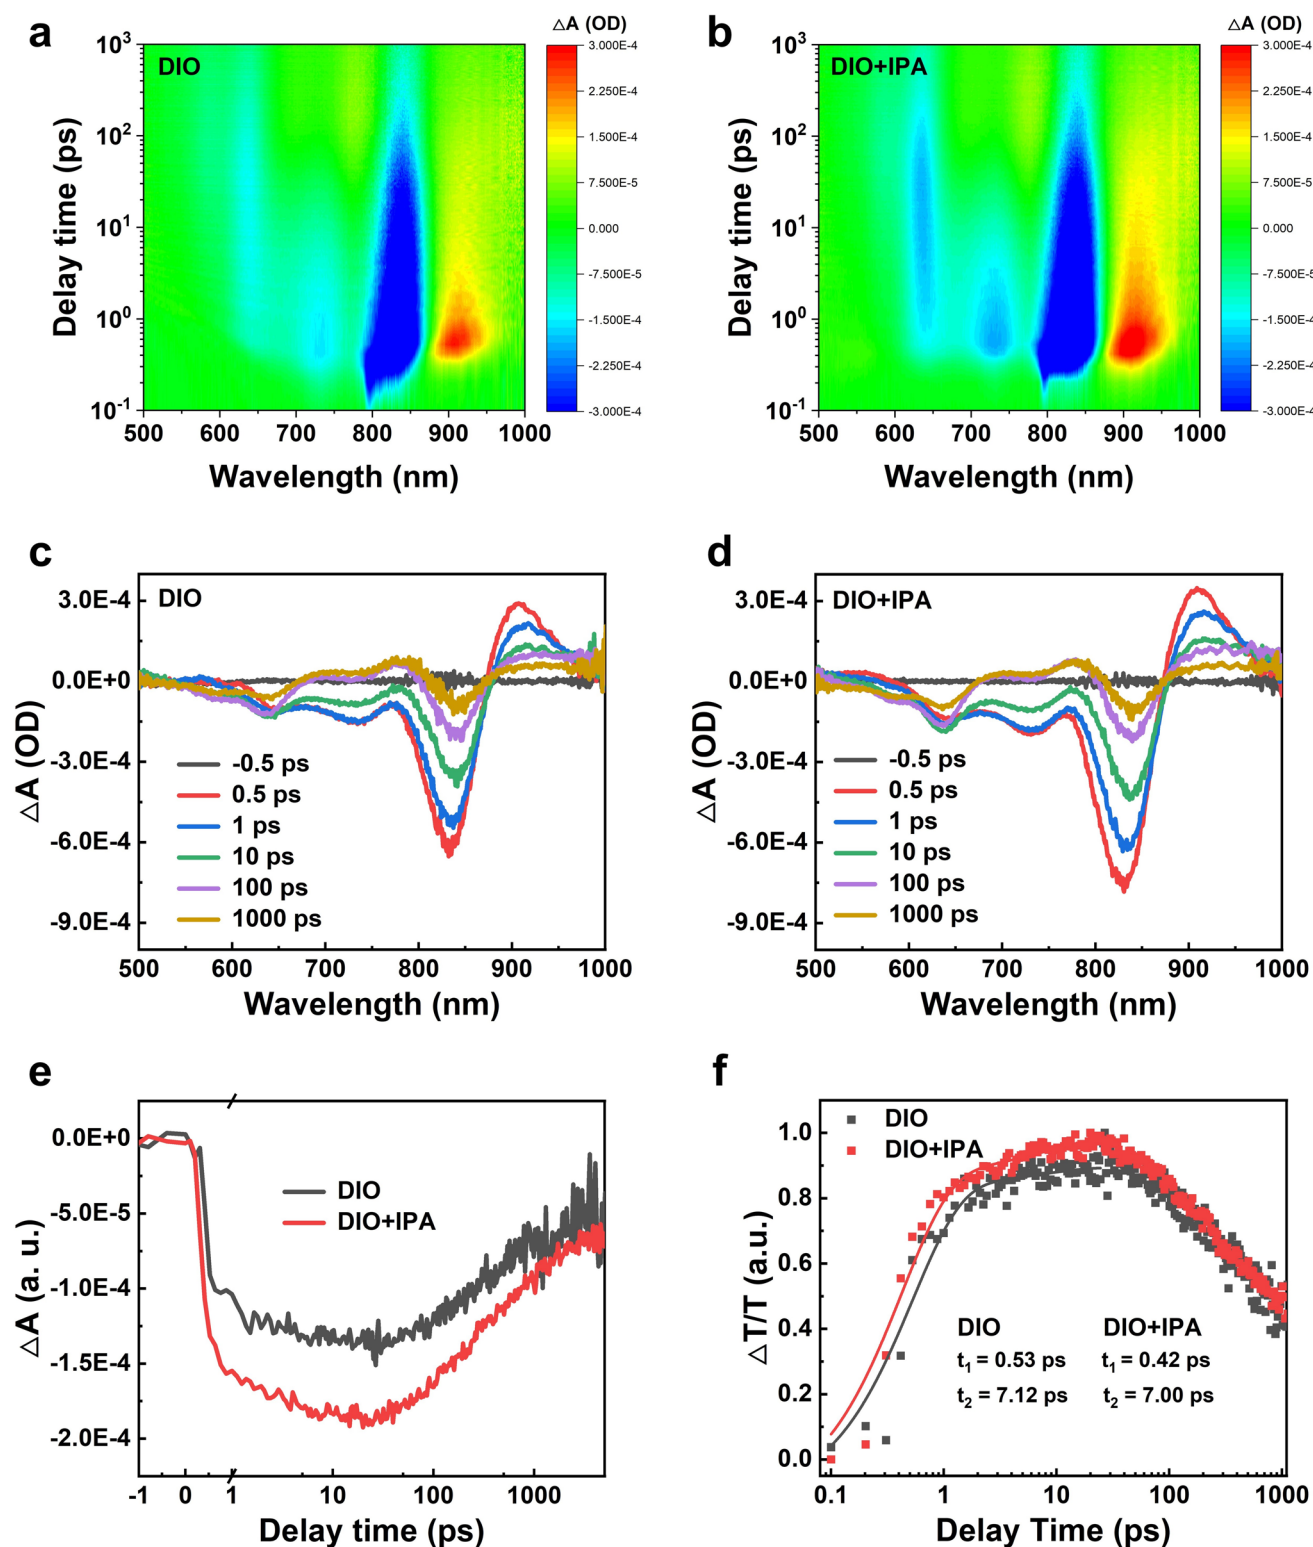 a
DIO
△A (OD)
10³
10²
10¹
10⁰
10⁻¹
Delay time (ps)
500 600 700 800 900 1000
Wavelength (nm)
3.000E-4
2.250E-4
1.500E-4
7.500E-5
0.000
-7.500E-5
-1.500E-4
-2.250E-4
-3.000E-4
b
DIO+IPA
△A (OD)
10³
10²
10¹
10⁰
10⁻¹
Delay time (ps)
500 600 700 800 900 1000
Wavelength (nm)
3.000E-4
2.250E-4
1.500E-4
7.500E-5
0.000
-7.500E-5
-1.500E-4
-2.250E-4
-3.000E-4
c
DIO
3.0E-4
0.0E+0
-3.0E-4
-6.0E-4
-9.0E-4
△A (OD)
-0.5 ps
0.5 ps
1 ps
10 ps
100 ps
1000 ps
500 600 700 800 900 1000
Wavelength (nm)
d
DIO+IPA
3.0E-4
0.0E+0
-3.0E-4
-6.0E-4
-9.0E-4
△A (OD)
-0.5 ps
0.5 ps
1 ps
10 ps
100 ps
1000 ps
500 600 700 800 900 1000
Wavelength (nm)
e
0.0E+0
-5.0E-5
-1.0E-4
-1.5E-4
-2.0E-4
△A (a. u.)
DIO
DIO+IPA
-1 0 1 10 100 1000
Delay time (ps)
f
DIO
DIO+IPA
1.0
0.8
0.6
0.4
0.2
0.0
△T/T (a.u.)
DIO DIO+IPA
t₁ = 0.53 ps t₁ = 0.42 ps
t₂ = 7.12 ps t₂ = 7.00 ps
0.1 1 10 100 1000
Delay Time (ps)